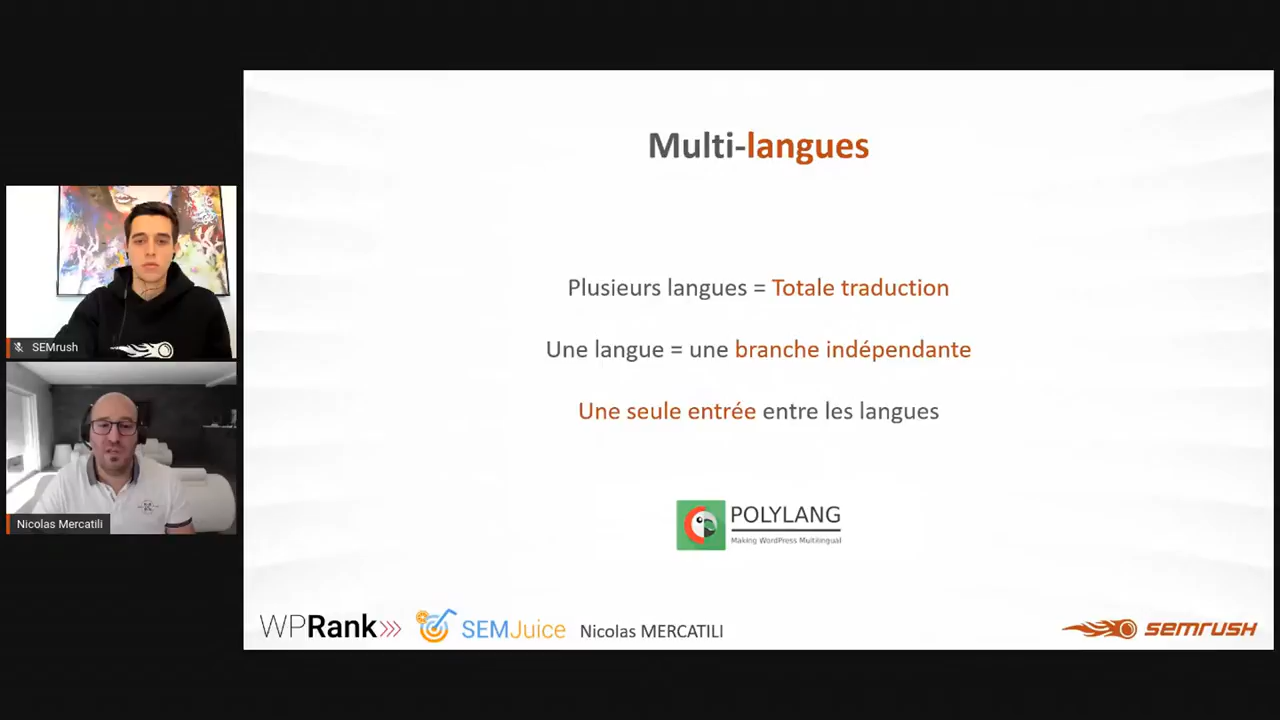 Multi-langues
Plusieurs langues = Totale traduction
Une langue = une branche indépendante
Une seule entrée entre les langues
POLYLANG
Making WordPress Multilingual
SEMrush
Nicolas Mercatili
WPRank
SEMJuice
Nicolas MERCATILI
semrush